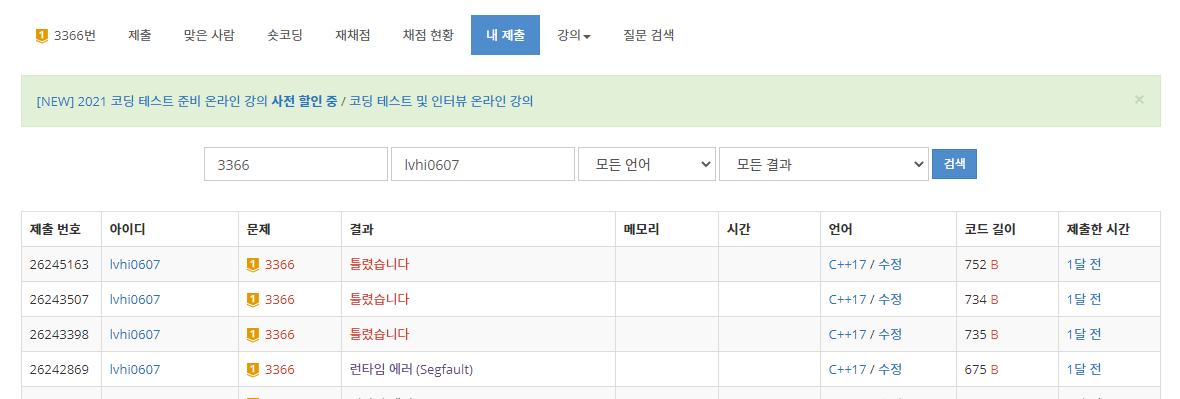 1 3366번 제출 맞은 사람 숏코딩 재채점 채점 현황 내 제출 강의 질문 검색
[NEW] 2021 코딩 테스트 준비 온라인 강의 사전 할인 중 / 코딩 테스트 및 인터뷰 온라인 강의 ×
3366 lvhi0607 모든 언어 모든 결과 검색
제출 번호 아이디 문제 결과 메모리 시간 언어 코드 길이 제출한 시간
26245163 lvhi0607 1 3366 틀렸습니다 C++17 / 수정 752 B 1달 전
26243507 lvhi0607 1 3366 틀렸습니다 C++17 / 수정 734 B 1달 전
26243398 lvhi0607 1 3366 틀렸습니다 C++17 / 수정 735 B 1달 전
26242869 lvhi0607 1 3366 런타임 에러 (Segfault) C++17 / 수정 675 B 1달 전